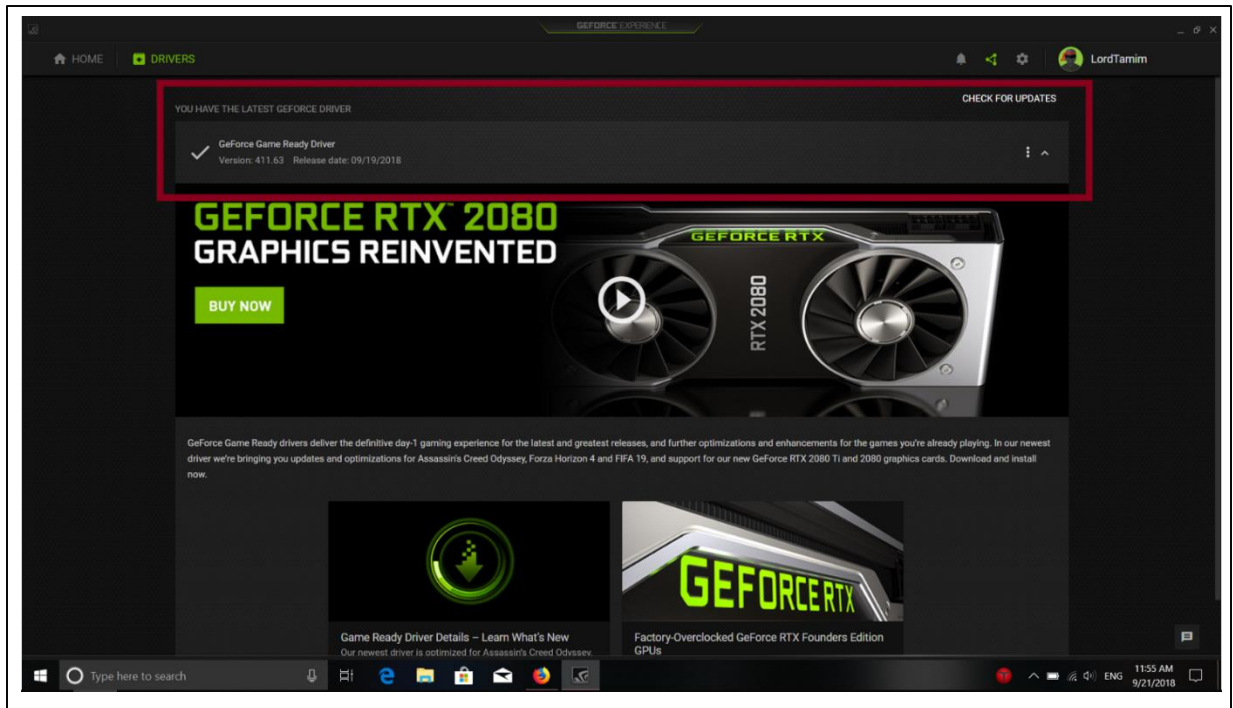 GEFORCE EXPERIENCE
HOME
DRIVERS
LordTamim
YOU HAVE THE LATEST GEFORCE DRIVER
CHECK FOR UPDATES
GeForce Game Ready Driver
Version: 411.63 Release date: 09/19/2018
GEFORCE RTX™ 2080
GRAPHICS REINVENTED
BUY NOW
GEFORCE RTX
RTX 2080
GeForce Game Ready drivers deliver the definitive day-1 gaming experience for the latest and greatest releases, and further optimizations and enhancements for the games you're already playing. In our newest
driver we're bringing you updates and optimizations for Assassin's Creed Odyssey, Forza Horizon 4 and FIFA 19, and support for our new GeForce RTX 2080 Ti and 2080 graphics cards. Download and install
now.
GEFORCE RTX
Game Ready Driver Details – Learn What's New
Our newest driver is optimized for Assassin's Creed Odyssey,
Factory-Overclocked GeForce RTX Founders Edition
GPUs
Type here to search
ENG
11:55 AM
9/21/2018